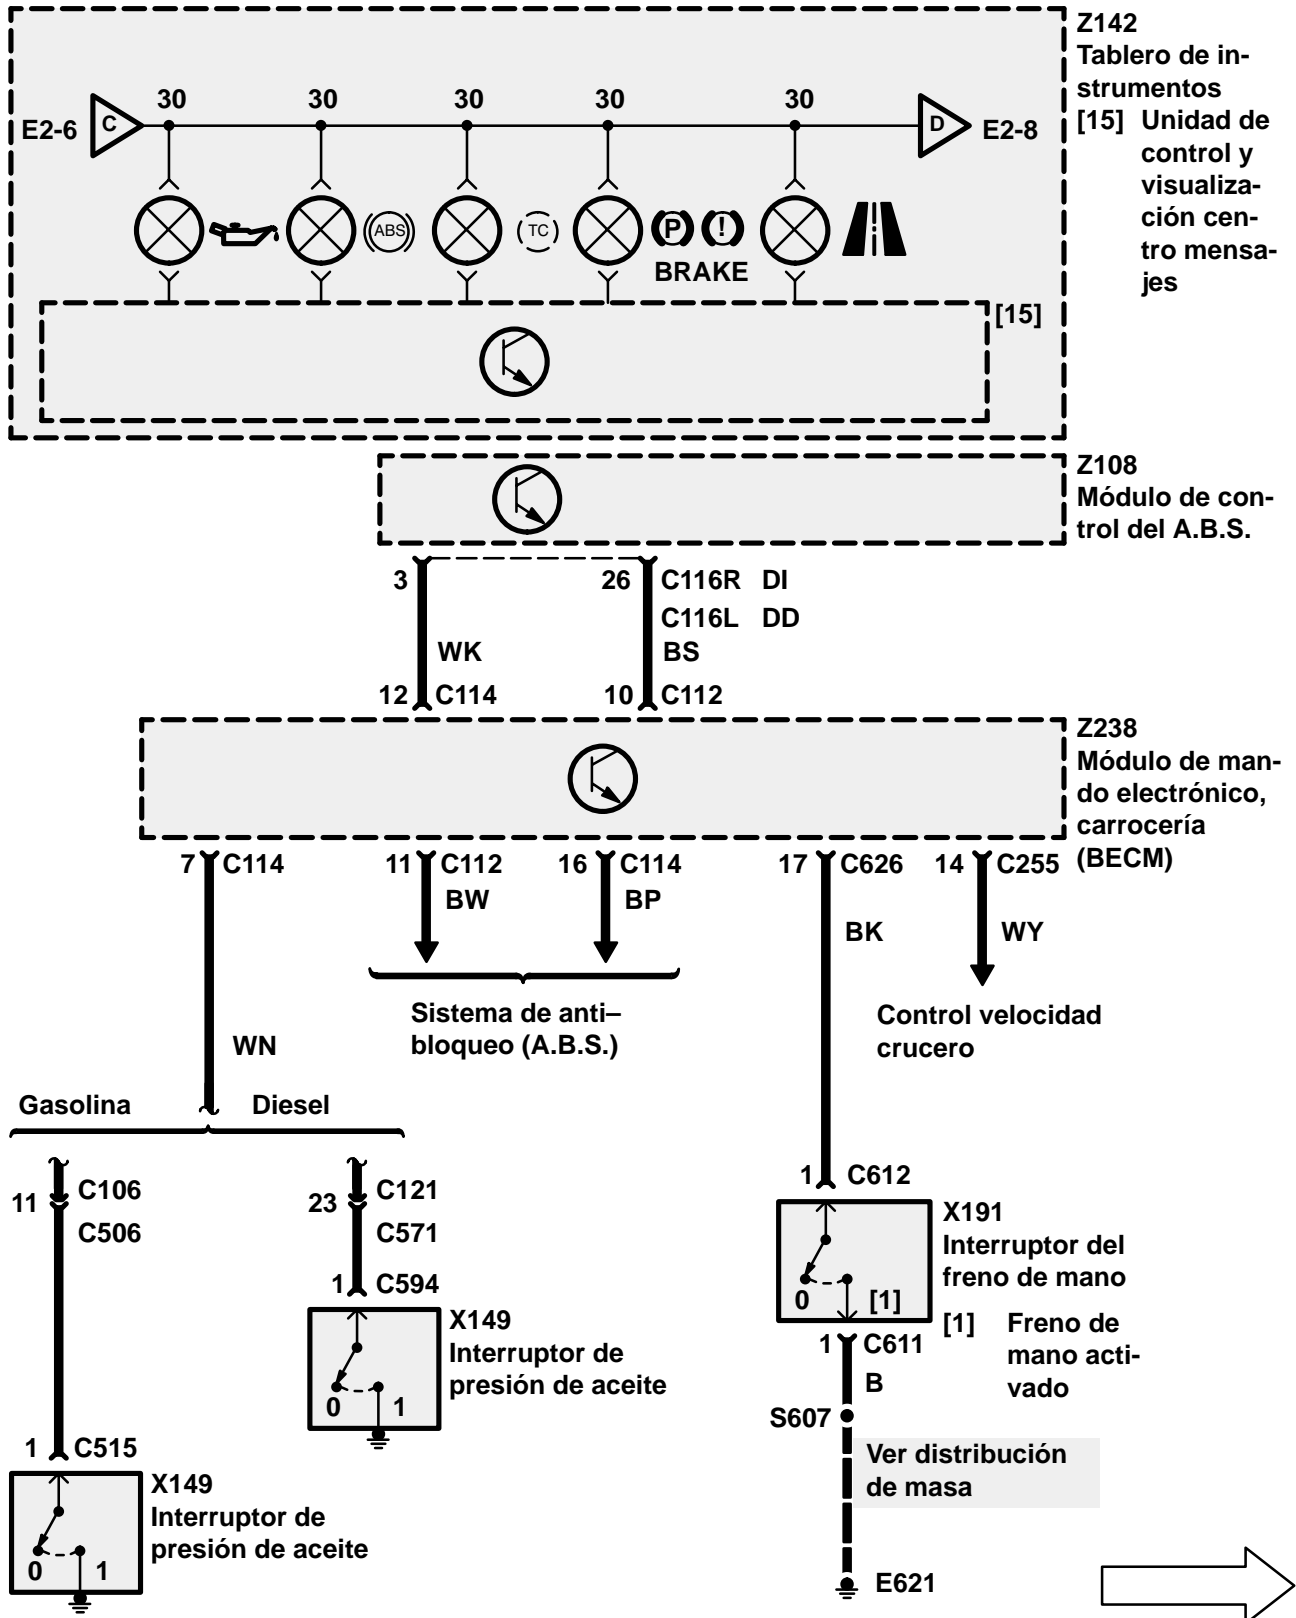 Z142
Tablero de in-
strumentos
[15] Unidad de
control y
visualiza-
ción cen-
tro mensa-
jes
30 30 30 30 30
E2-6 C D E2-8
ABS TC P !
BRAKE
[15]
Z108
Módulo de con-
trol del A.B.S.
3 26 C116R DI
C116L DD
WK BS
12 C114 10 C112
Z238
Módulo de man-
do electrónico,
carrocería
(BECM)
7 C114 11 C112 16 C114 17 C626 14 C255
BW BP
BK WY
Sistema de anti–
bloqueo (A.B.S.)
Control velocidad
crucero
WN
Gasolina Diesel
11 C106
C506
23 C121
C571
1 C594
1 C612
X191
Interruptor del
freno de mano
0 [1]
[1] Freno de
mano acti-
vado
X149
Interruptor de
presión de aceite
0 1
1 C611
B
S607
Ver distribución
de masa
1 C515
X149
Interruptor de
presión de aceite
0 1
E621